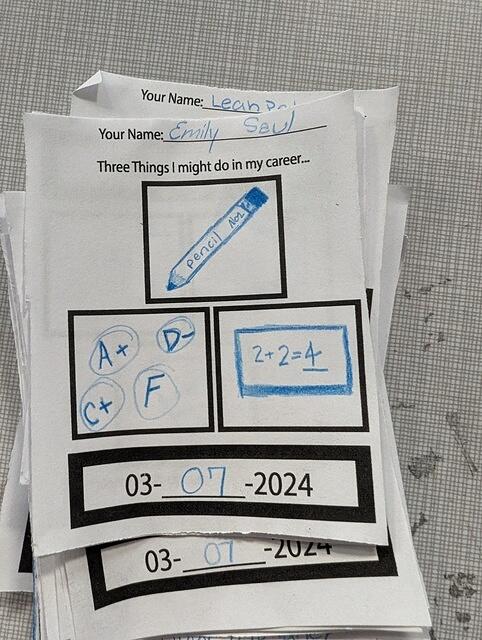 Your Name: Leah
Your Name: Emily Saul
Three Things I might do in my career...
pencil No2
A+ D-
C+ F
2+2=4
03-07-2024
03-07-2024